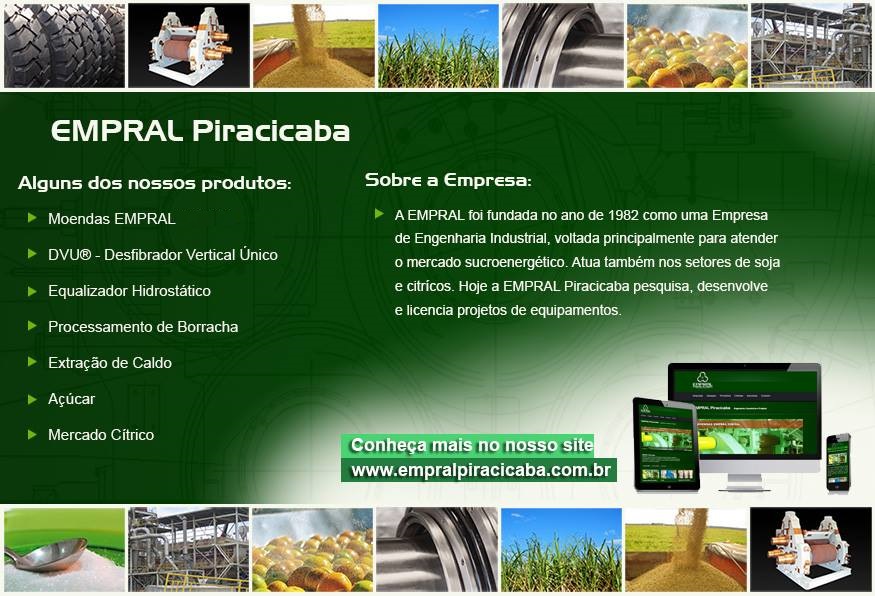 EMPRAL Piracicaba
Alguns dos nossos produtos:
Moendas EMPRAL
DVU® - Desfibrador Vertical Único
Equalizador Hidrostático
Processamento de Borracha
Extração de Caldo
Açúcar
Mercado Cítrico
Sobre a Empresa:
A EMPRAL foi fundada no ano de 1982 como uma Empresa
de Engenharia Industrial, voltada principalmente para atender
o mercado sucroenergético. Atua também nos setores de soja
e citrícos. Hoje a EMPRAL Piracicaba pesquisa, desenvolve
e licencia projetos de equipamentos.
Conheça mais no nosso site
www.empralpiracicaba.com.br